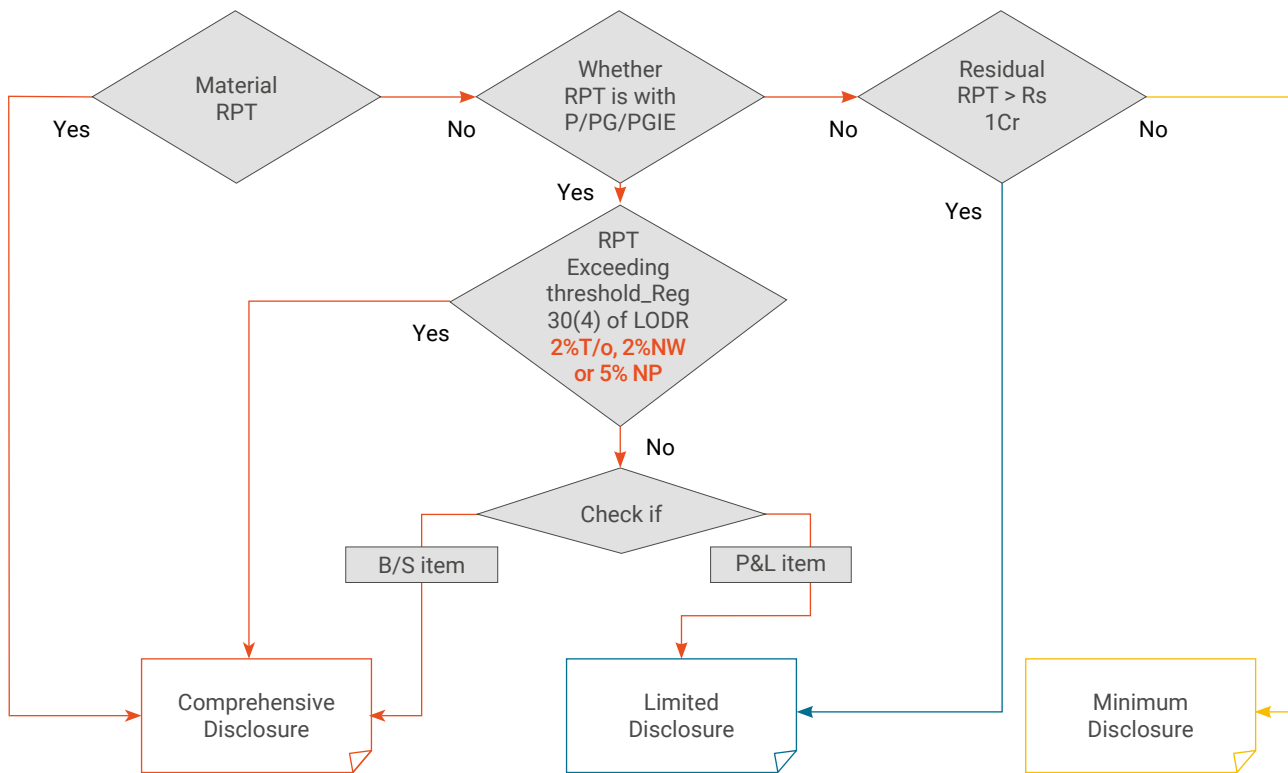 Material
RPT
Whether
RPT is with
P/PG/PGIE
Residual
RPT > Rs
1Cr
Yes
No
No
No
Yes
Yes
RPT
Exceeding
threshold_Reg
30(4) of LODR
2%T/o, 2%NW
or 5% NP
Yes
No
Check if
B/S item
P&L item
Comprehensive
Disclosure
Limited
Disclosure
Minimum
Disclosure